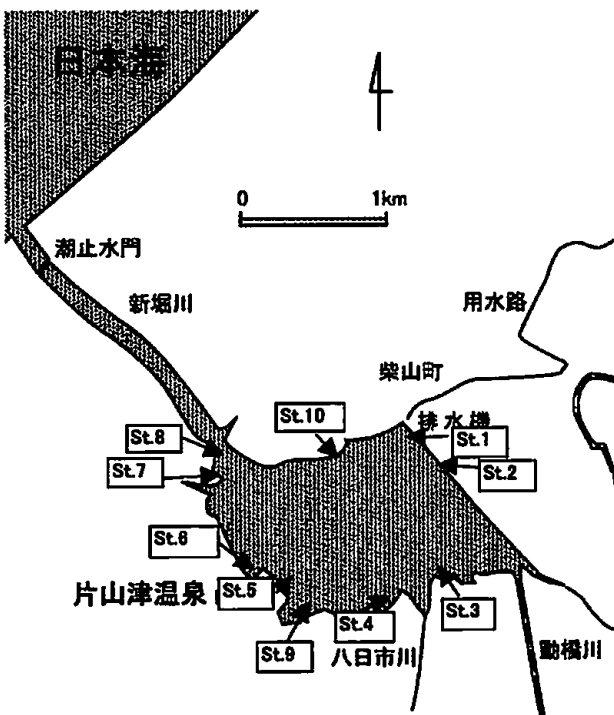 日本海
0 1km
潮止水門
新堀川
用水路
柴山町
排水機
St.10
St.1
St.8
St.2
St.7
St.6
片山津温泉
St.5
St.3
St.4
St.9
八日市川
動橋川